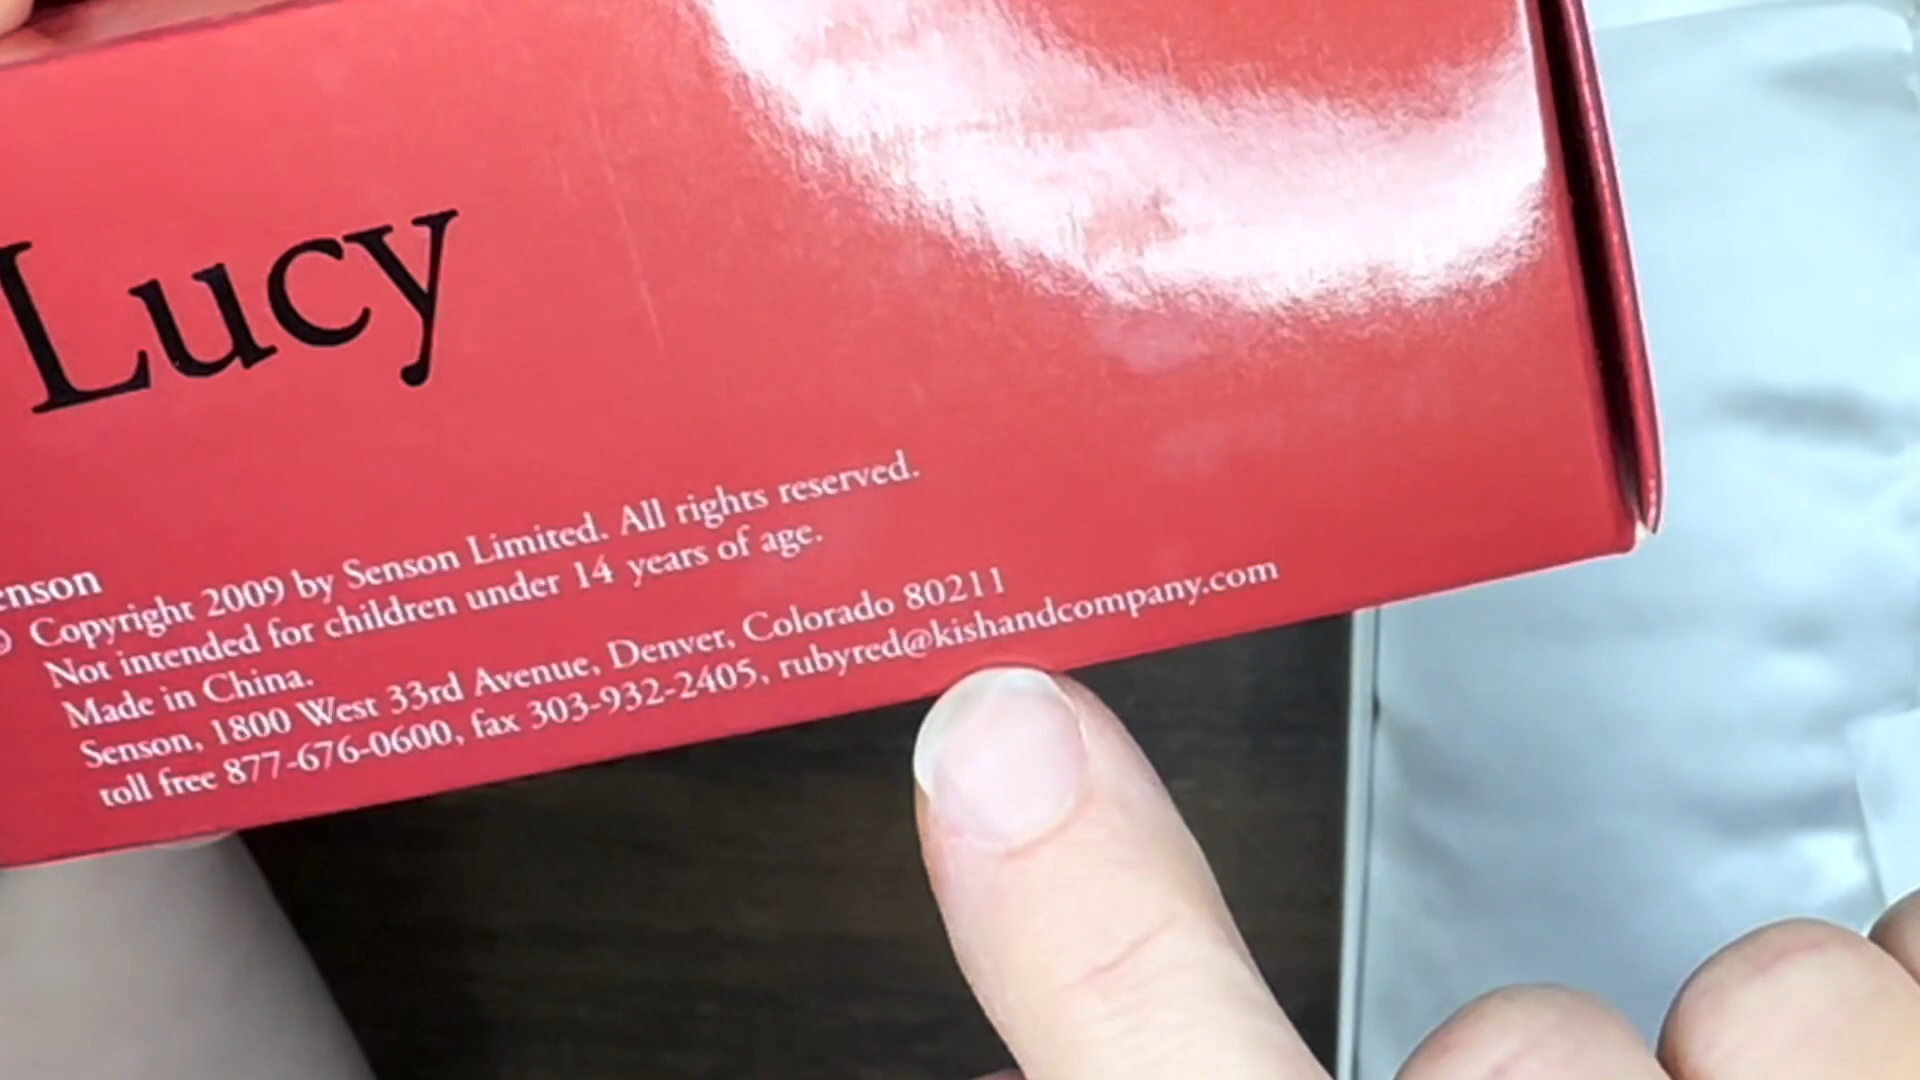 Lucy
enson
© Copyright 2009 by Senson Limited. All rights reserved.
Not intended for children under 14 years of age.
Made in China.
Senson, 1800 West 33rd Avenue, Denver, Colorado 80211
toll free 877-676-0600, fax 303-932-2405, rubyred@kishandcompany.com